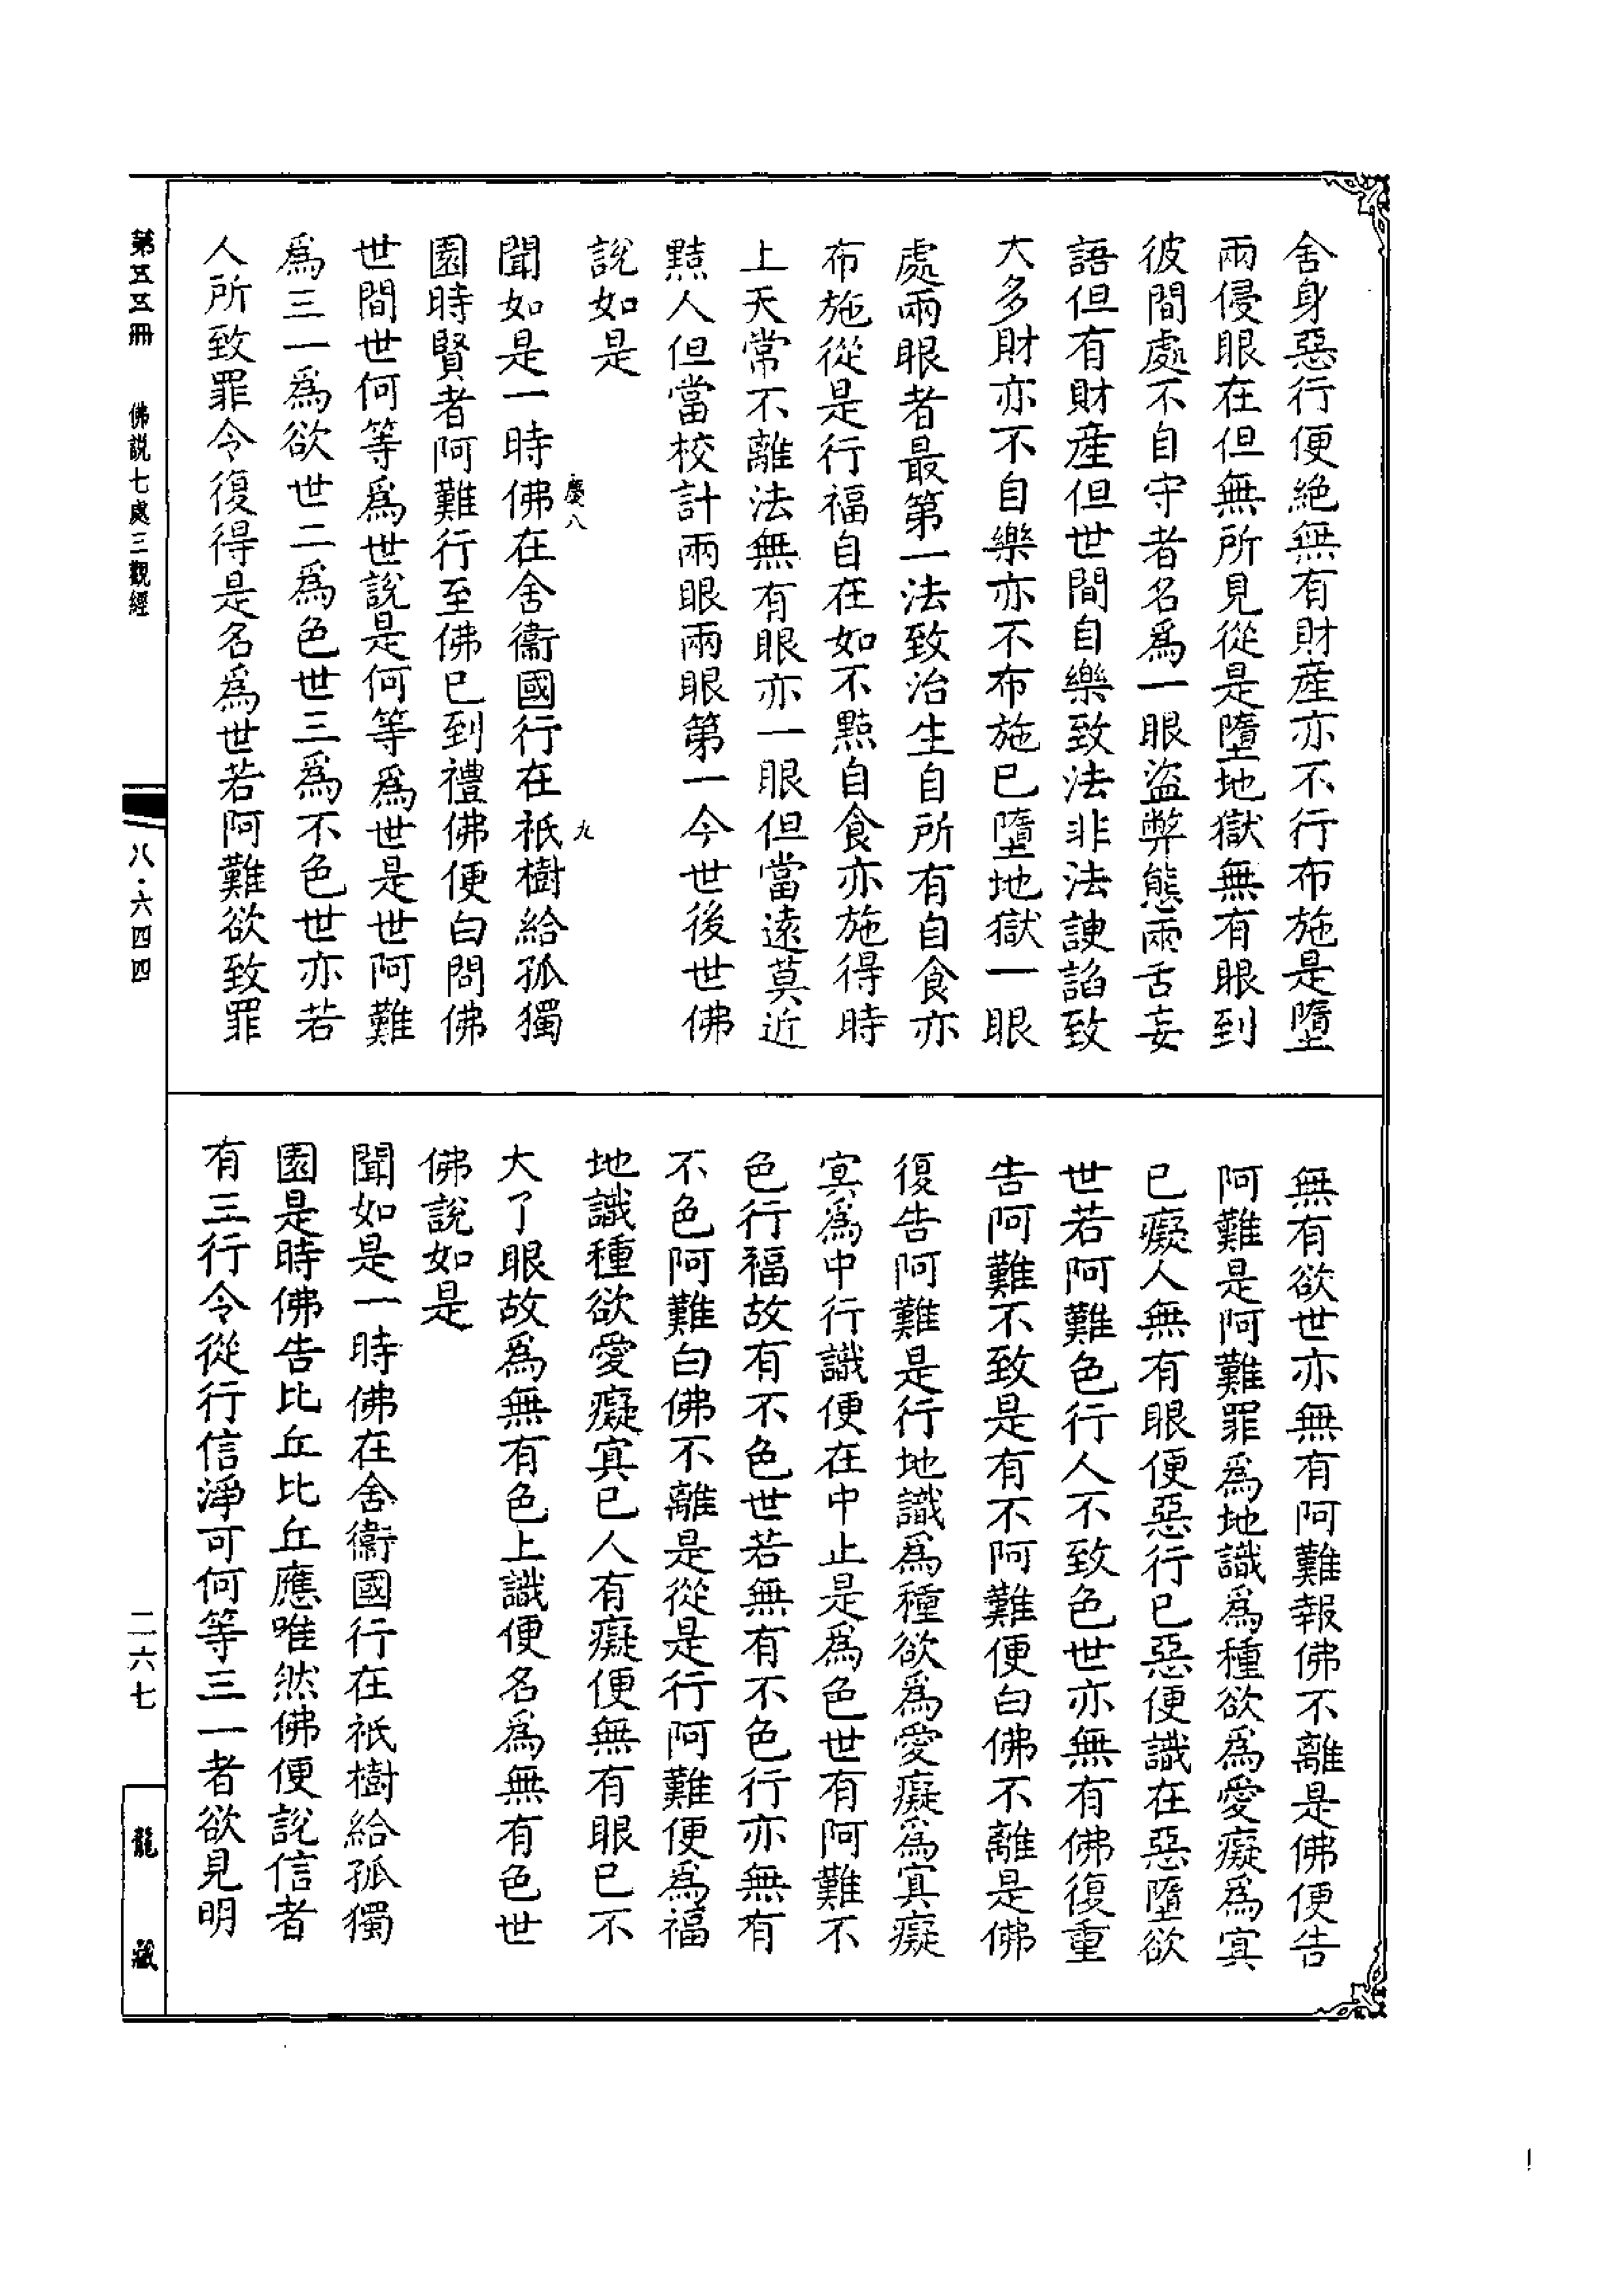 舍身惡行便絶無有財産亦不行布施是墮
兩侵眼在但無所見從是墮地獄無有眼到
彼間處不自守者名爲一眼盜弊態兩舌妄
語但有財産但世間自樂致法非法諛諂致
大多財亦不自樂亦不布施已墮地獄一眼
處兩眼者最第一法致治生自所有自食亦
布施從是行福自在如不黠自食亦施得時
上天常不離法無有眼亦一眼但當遠莫近
黠人但當校計兩眼兩眼第一今世後世佛
說如是
慶八
九
聞如是一時佛在舍衞國行在祇樹給孤獨
園時賢者阿難行至佛已到禮佛便白問佛
世間世何等爲世說是何等爲世是世阿難
爲三一爲欲世二爲色世三爲不色世亦若
人所致罪令復得是名爲世若阿難欲致罪
無有欲世亦無有阿難報佛不離是佛便告
阿難是阿難罪爲地識爲種欲爲愛癡爲㝠
已癡人無有眼便惡行已惡便識在惡墮欲
世若阿難色行人不致色世亦無有佛復重
告阿難不致是有不阿難便白佛不離是佛
復告阿難是行地識爲種欲爲愛癡爲㝠癡
㝠爲中行識便在中止是爲色世有阿難不
色行福故有不色世若無有不色行亦無有
不色阿難白佛不離是從是行阿難便爲福
地識種欲愛癡㝠已人有癡便無有眼已不
大了眼故爲無有色上識便名爲無有色世
佛說如是
聞如是一時佛在舍衞國行在祇樹給孤獨
園是時佛告比丘比丘應唯然佛便說信者
有三行令從行信淨可何等三一者欲見明
第五五冊　佛說七處三觀經
八·六四四
二六七
龍藏